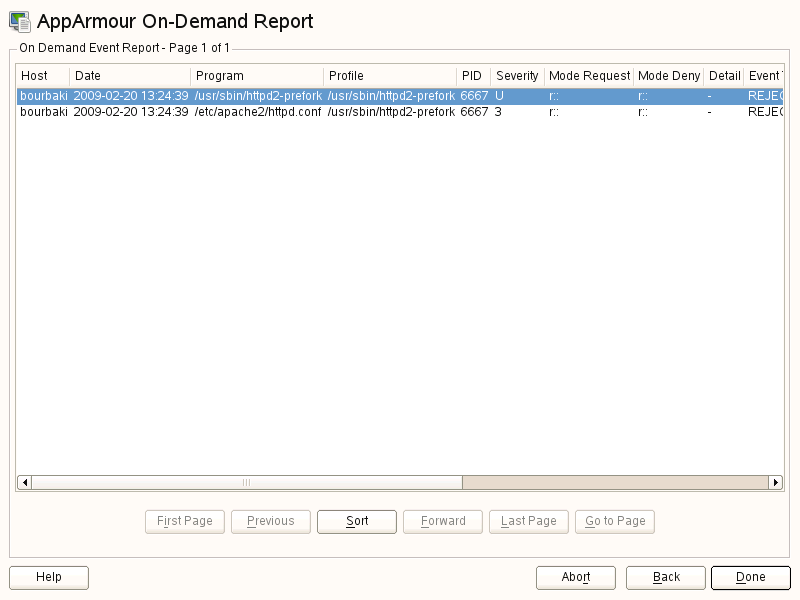 AppArmour On-Demand Report
On Demand Event Report - Page 1 of 1
Host Date Program Profile PID Severity Mode Request Mode Deny Detail Event
bourbaki 2009-02-20 13:24:39 /usr/sbin/httpd2-prefork /usr/sbin/httpd2-prefork 6667 U r:: r:: - REJEC
bourbaki 2009-02-20 13:24:39 /etc/apache2/httpd.conf /usr/sbin/httpd2-prefork 6667 3 r:: r:: - REJEC
First Page Previous Sort Forward Last Page Go to Page
Help Abort Back Done